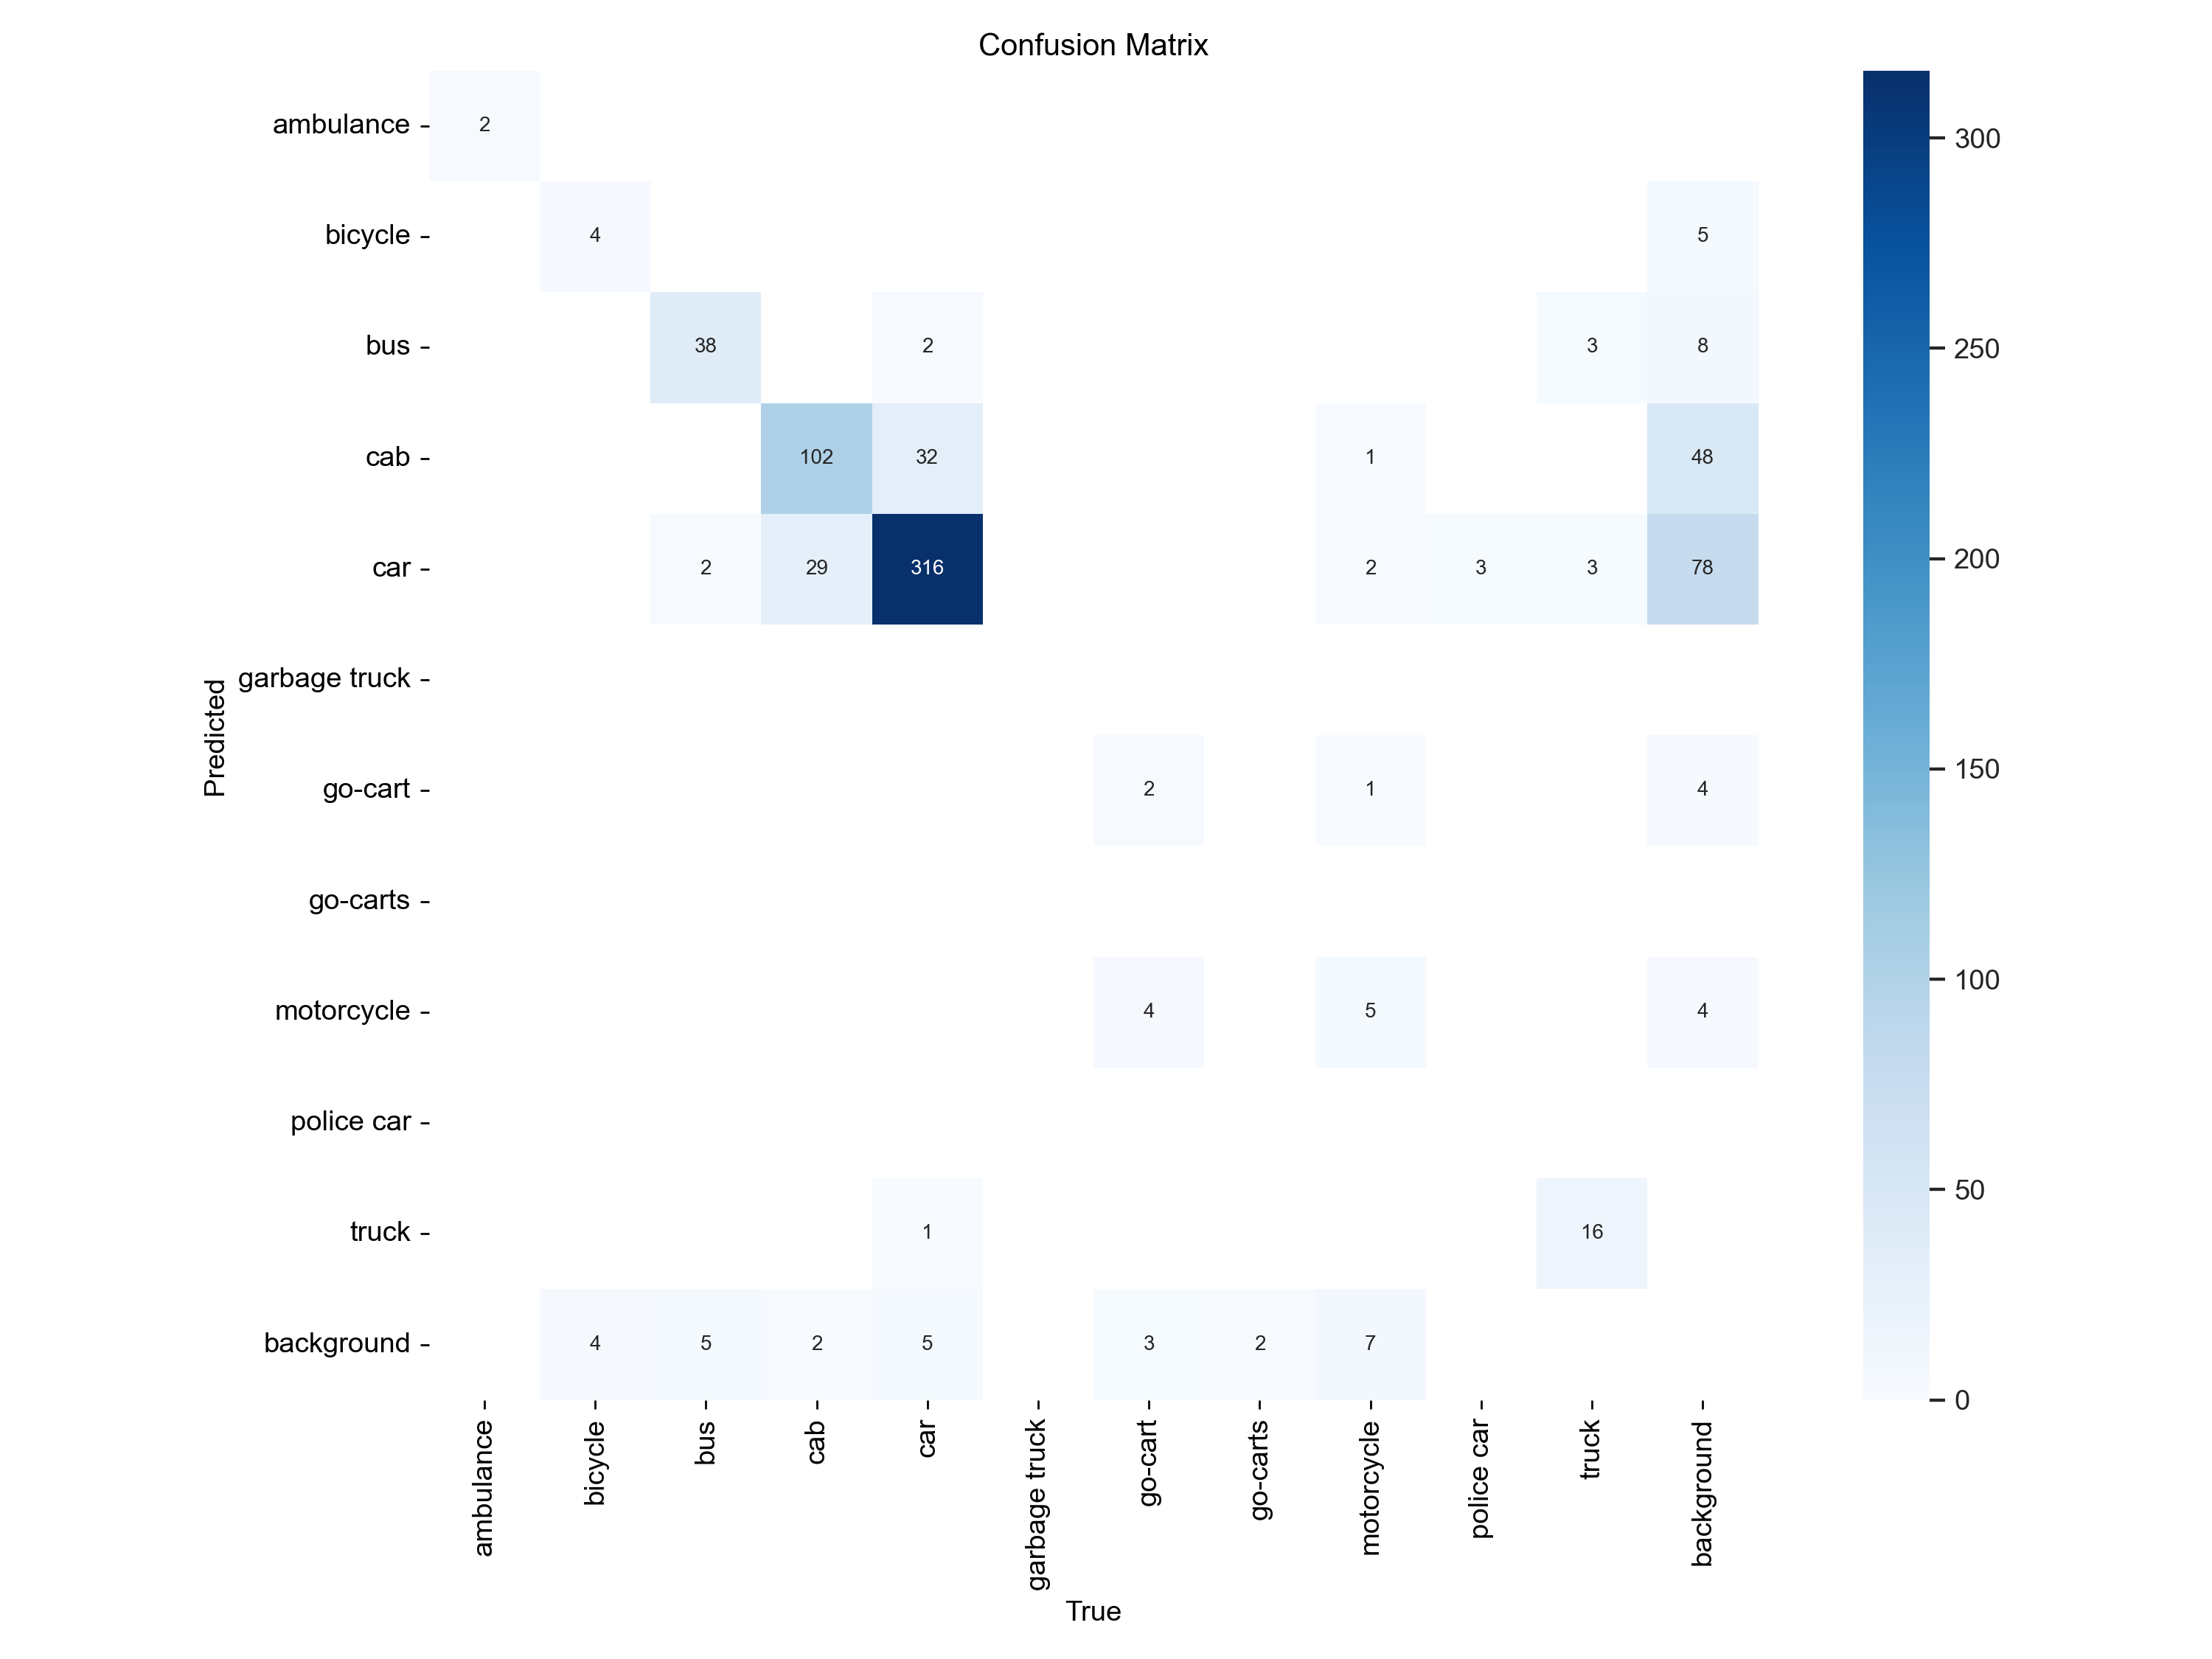 Confusion Matrix
ambulance
2
bicycle
4
5
bus
38
2
3
8
cab
102
32
1
48
car
2
29
316
2
3
3
78
garbage truck
go-cart
2
1
4
go-carts
motorcycle
4
5
4
police car
truck
1
16
background
4
5
2
5
3
2
7
Predicted
ambulance
bicycle
bus
cab
car
garbage truck
go-cart
go-carts
motorcycle
police car
truck
background
True
300
250
200
150
100
50
0